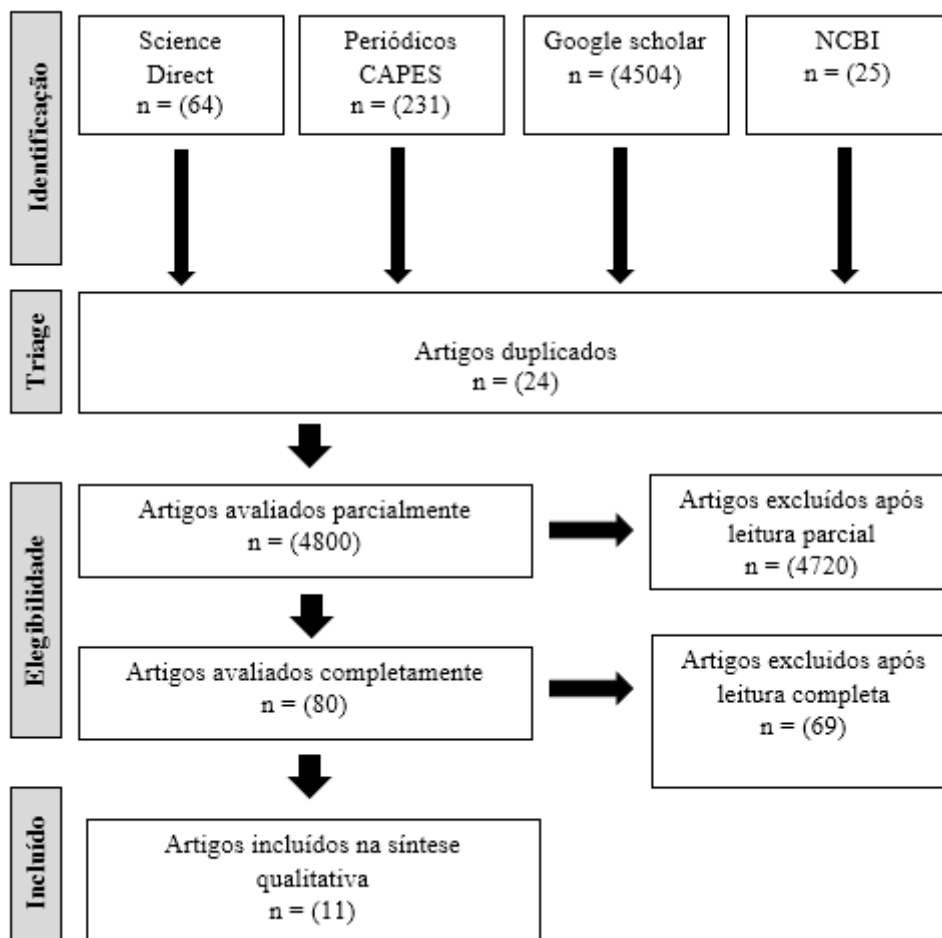 Identificação
Science
Direct
n = (64)
Periódicos
CAPES
n = (231)
Google scholar
n = (4504)
NCBI
n = (25)
Triage
Artigos duplicados
n = (24)
Elegibilidade
Artigos avaliados parcialmente
n = (4800)
Artigos excluídos após
leitura parcial
n = (4720)
Artigos avaliados completamente
n = (80)
Artigos excluidos após
leitura completa
n = (69)
Incluído
Artigos incluídos na síntese
qualitativa
n = (11)